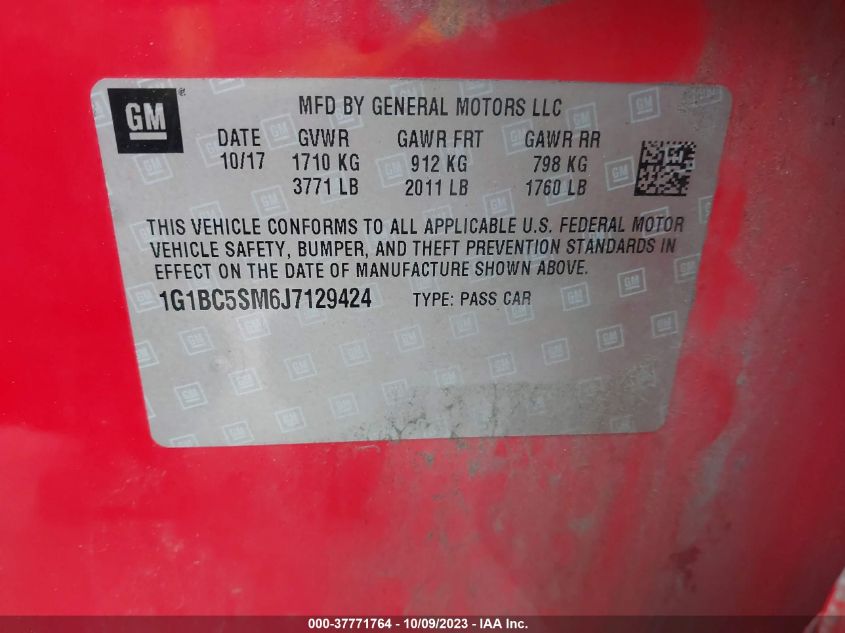 GM
®
MFD BY GENERAL MOTORS LLC
DATE GVWR GAWR FRT GAWR RR
10/17 1710 KG 912 KG 798 KG
3771 LB 2011 LB 1760 LB
THIS VEHICLE CONFORMS TO ALL APPLICABLE U.S. FEDERAL MOTOR
VEHICLE SAFETY, BUMPER, AND THEFT PREVENTION STANDARDS IN
EFFECT ON THE DATE OF MANUFACTURE SHOWN ABOVE.
1G1BC5SM6J7129424 TYPE: PASS CAR
000-37771764 - 10/09/2023 - IAA Inc.